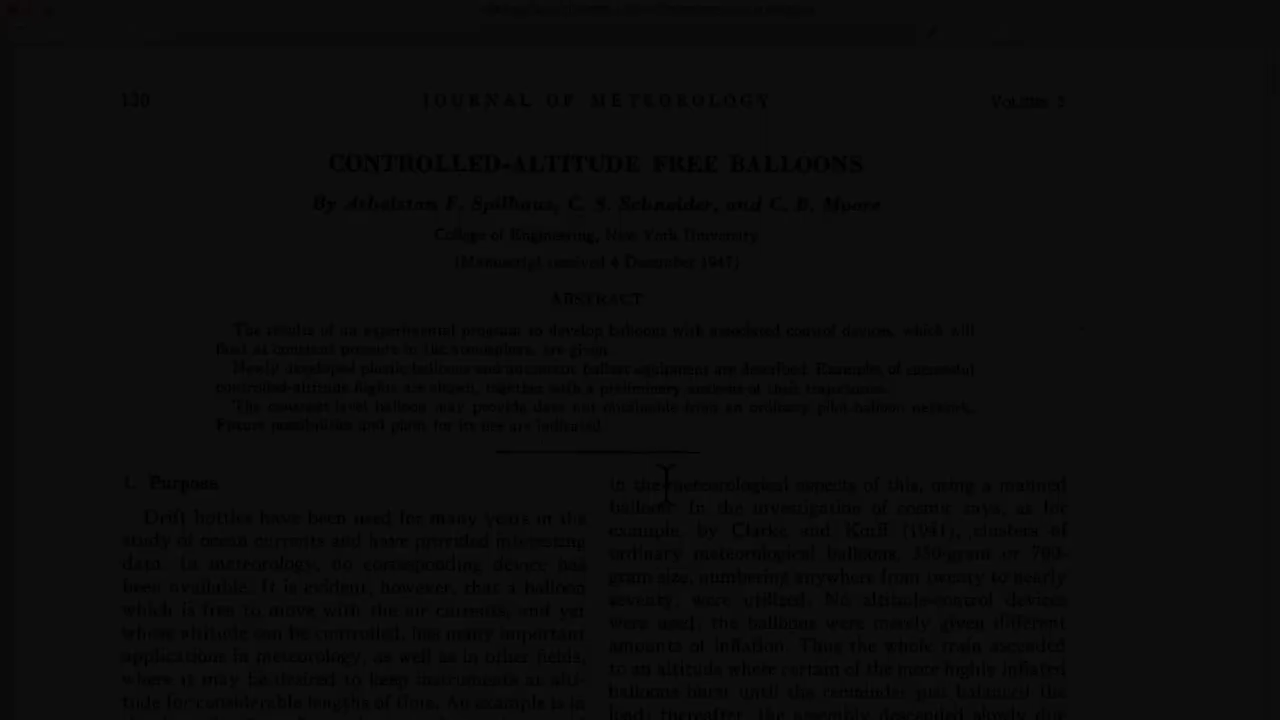 120
JOURNAL OF METEOROLOGY
VOLUME 5
CONTROLLED-ALTITUDE FREE BALLOONS
By Athelstan F. Spilhaus, C. S. Schneider, and C. B. Moore
College of Engineering, New York University
(Manuscript received 4 December 1947)
ABSTRACT
The results of an experimental program to develop balloons with associated control devices, which will
float at constant pressure in the atmosphere, are given.
Newly developed plastic balloons and automatic ballast equipment are described. Examples of successful
controlled-altitude flights are shown, together with a preliminary analysis of their trajectories.
The constant-level balloon may provide data not obtainable from an ordinary pilot-balloon network.
Future possibilities and plans for its use are indicated.
1. Purpose
Drift bottles have been used for many years in the
study of ocean currents and have provided interesting
data. In meteorology, no corresponding device has
been available. It is evident, however, that a balloon
which is free to move with the air currents, and yet
whose altitude can be controlled, has many important
applications in meteorology, as well as in other fields,
where it may be desired to keep instruments at alti-
tude for considerable lengths of time. An example is in
in the meteorological aspects of this, using a manned
balloon. In the investigation of cosmic rays, as for
example, by Clarke and Korff (1941), clusters of
ordinary meteorological balloons, 350-gram or 700-
gram size, numbering anywhere from twenty to nearly
seventy, were utilized. No altitude-control devices
were used; the balloons were merely given different
amounts of inflation. Thus the whole train ascended
to an altitude where certain of the more highly inflated
balloons burst until the remainder just balanced the
load; thereafter, the assembly descended slowly due